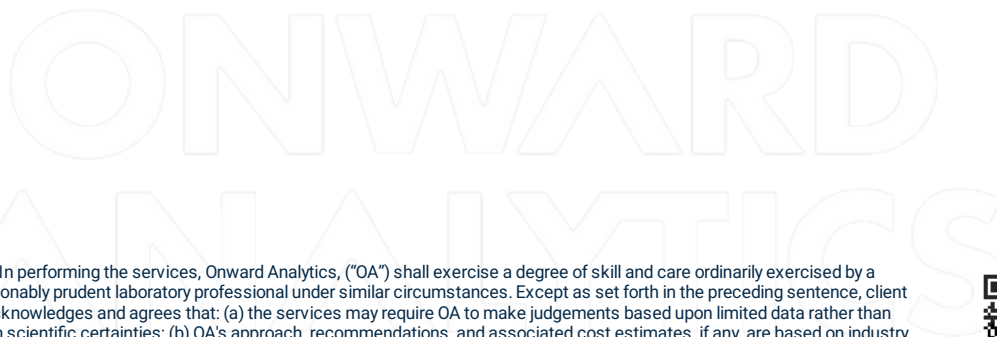 ONWARD
ANALYTICS
In performing the services, Onward Analytics, (“OA”) shall exercise a degree of skill and care ordinarily exercised by a
onably prudent laboratory professional under similar circumstances. Except as set forth in the preceding sentence, client
knowledges and agrees that: (a) the services may require OA to make judgements based upon limited data rather than
scientific certainties; (b) OA's approach, recommendations, and associated cost estimates, if any, are based on industry